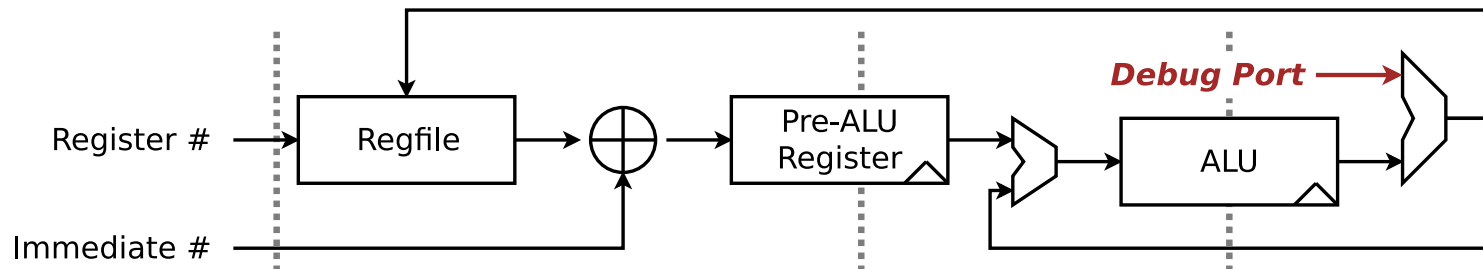 Debug Port
Register #
Regfile
Pre-ALU
Register
ALU
Immediate #